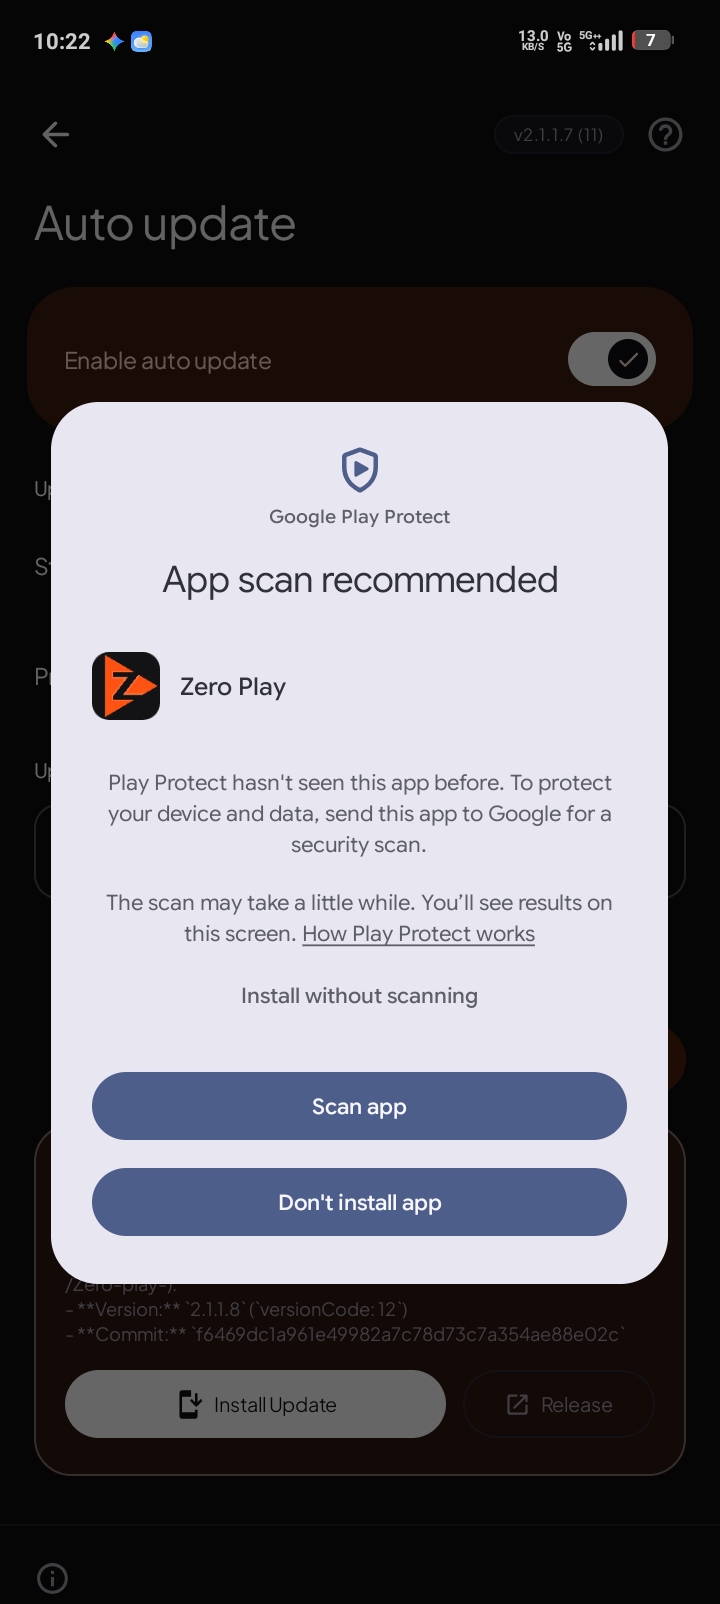 10:22
13.0
KB/S
Vo
5G
5G++
7
v2.1.1.7 (11)
Auto update
Enable auto update
Google Play Protect
App scan recommended
Zero Play
Play Protect hasn't seen this app before. To protect
your device and data, send this app to Google for a
security scan.
The scan may take a little while. You’ll see results on
this screen. How Play Protect works
Install without scanning
Scan app
Don't install app
/Zero-play-).
- **Version:** `2.1.1.8` (`versionCode: 12`)
- **Commit:** `f6469dc1a961e49982a7c78d73c7a354ae88e02c`
Install Update
Release